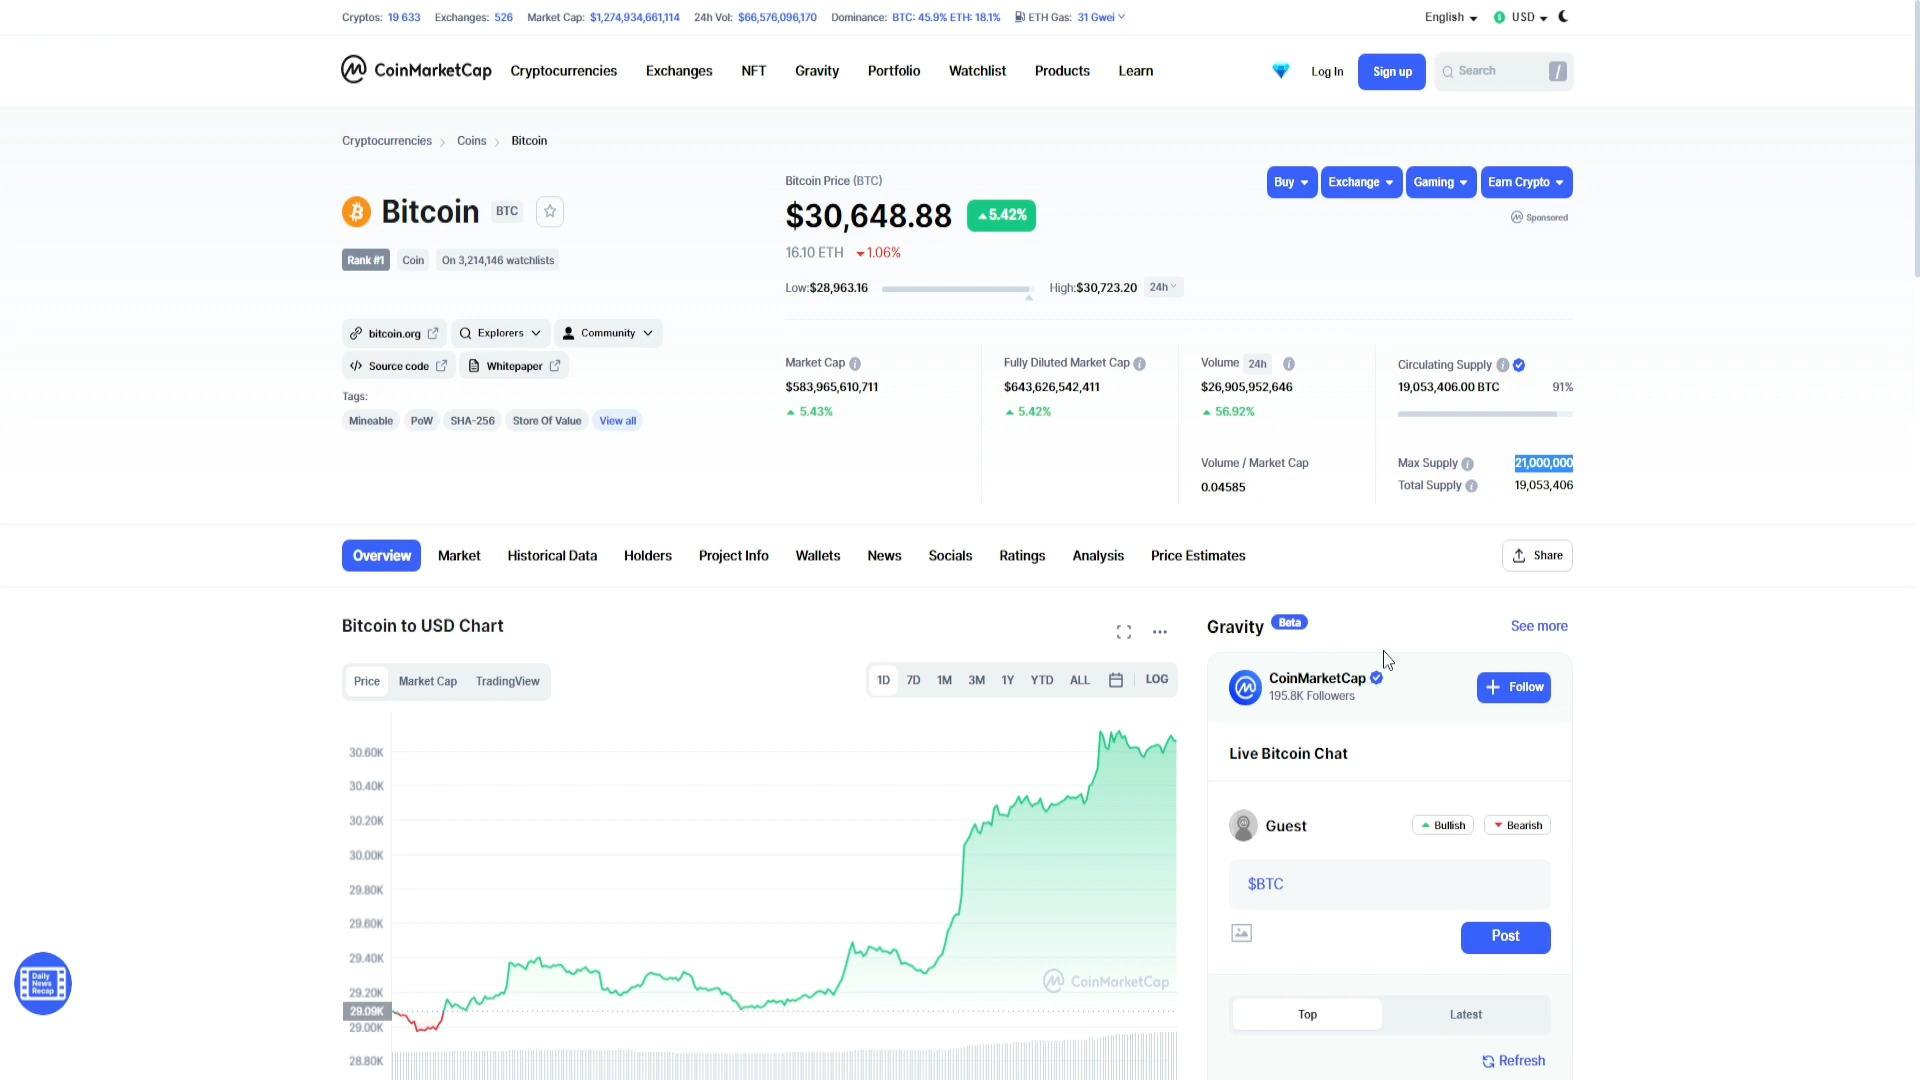 Cryptos: 19 633 Exchanges: 526 Market Cap: $1,274,934,661,114 24h Vol: $66,576,096,170 Dominance: BTC: 45.9% ETH: 18.1% ETH Gas: 31 Gwei English USD
CoinMarketCap Cryptocurrencies Exchanges NFT Gravity Portfolio Watchlist Products Learn Log In Sign up Search /
Cryptocurrencies > Coins > Bitcoin
Bitcoin Price (BTC)
Buy Exchange Gaming Earn Crypto
Bitcoin BTC $30,648.88 5.42%
Sponsored
16.10 ETH 1.06%
Rank #1 Coin On 3,214,146 watchlists
Low:$28,963.16 High:$30,723.20 24h
bitcoin.org Explorers Community
Source code Whitepaper
Tags:
Mineable PoW SHA-256 Store Of Value View all
Market Cap
$583,965,610,711
5.43%
Fully Diluted Market Cap
$643,626,542,411
5.42%
Volume 24h
$26,905,952,646
56.92%
Volume / Market Cap
0.04585
Circulating Supply
19,053,406.00 BTC 91%
Max Supply 21,000,000
Total Supply 19,053,406
Overview Market Historical Data Holders Project Info Wallets News Socials Ratings Analysis Price Estimates Share
Bitcoin to USD Chart
Price Market Cap TradingView 1D 7D 1M 3M 1Y YTD ALL LOG
30.60K
30.40K
30.20K
30.00K
29.80K
29.60K
29.40K
29.20K
29.09K
29.00K
28.80K
CoinMarketCap
Gravity Beta See more
CoinMarketCap
195.8K Followers
Follow
Live Bitcoin Chat
Guest Bullish Bearish
$BTC
Post
Top Latest
Refresh
Daily
News
Recap